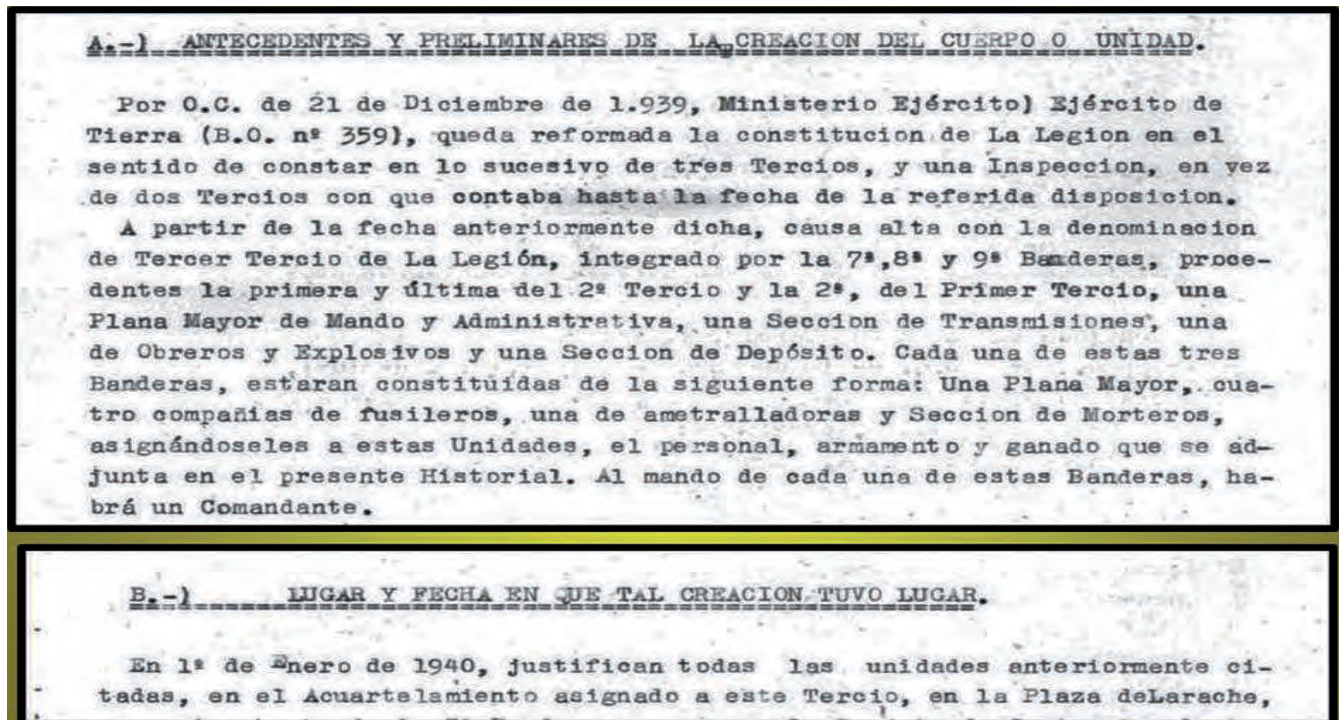 A.-) ANTECEDENTES Y PRELIMINARES DE LA CREACION DEL CUERPO O UNIDAD.
Por O.C. de 21 de Diciembre de 1.939, Ministerio Ejército) Ejército de
Tierra (B.O. nº 359), queda reformada la constitucion de La Legion en el
sentido de constar en lo sucesivo de tres Tercios, y una Inspeccion, en vez
de dos Tercios con que contaba hasta la fecha de la referida disposicion.
A partir de la fecha anteriormente dicha, causa alta con la denominacion
de Tercer Tercio de La Legión, integrado por la 7ª,8ª y 9ª Banderas, proce-
dentes la primera y última del 2º Tercio y la 2ª, del Primer Tercio, una
Plana Mayor de Mando y Administrativa, una Seccion de Transmisiones, una
de Obreros y Explosivos y una Seccion de Depósito. Cada una de estas tres
Banderas, estaran constituídas de la siguiente forma: Una Plana Mayor, cua-
tro compañias de fusileros, una de ametralladoras y Seccion de Morteros,
asignándoseles a estas Unidades, el personal, armamento y ganado que se ad-
junta en el presente Historial. Al mando de cada una de estas Banderas, ha-
brá un Comandante.
B.-) LUGAR Y FECHA EN QUE TAL CREACION TUVO LUGAR.
En 1º de Enero de 1940, justifican todas las unidades anteriormente ci-
tadas, en el Acuartelamiento asignado a este Tercio, en la Plaza deLarache,